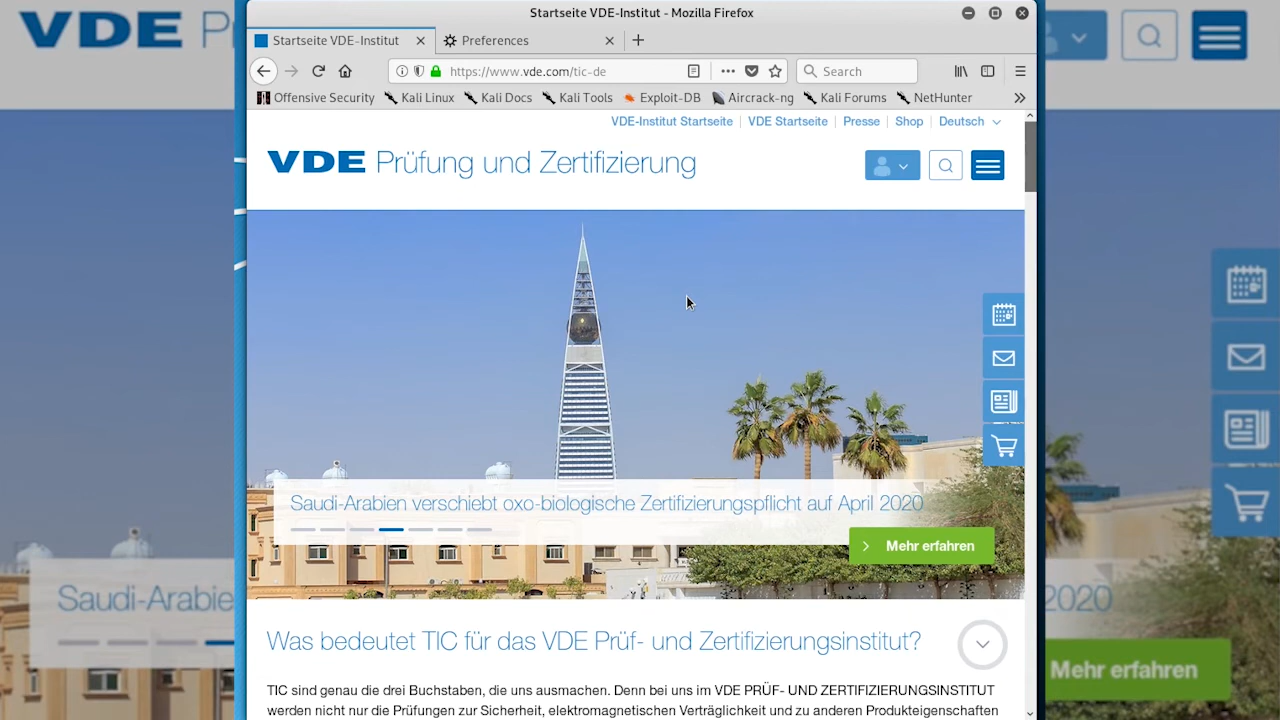 VDE P
Startseite VDE-Institut - Mozilla Firefox
Startseite VDE-Institut
Preferences
https://www.vde.com/tic-de
Search
Offensive Security
Kali Linux
Kali Docs
Kali Tools
Exploit-DB
Aircrack-ng
Kali Forums
NetHunter
VDE-Institut Startseite
VDE Startseite
Presse
Shop
Deutsch
VDE Prüfung und Zertifizierung
Saudi-Arabien verschiebt oxo-biologische Zertifizierungspflicht auf April 2020
Mehr erfahren
Saudi-Arabie
2020
Mehr erfahren
Was bedeutet TIC für das VDE Prüf- und Zertifizierungsinstitut?
TIC sind genau die drei Buchstaben, die uns ausmachen. Denn bei uns im VDE PRÜF- UND ZERTIFIZIERUNGSINSTITUT
werden nicht nur die Prüfungen zur Sicherheit, elektromagnetischen Verträglichkeit und zu anderen Produkteigenschaften